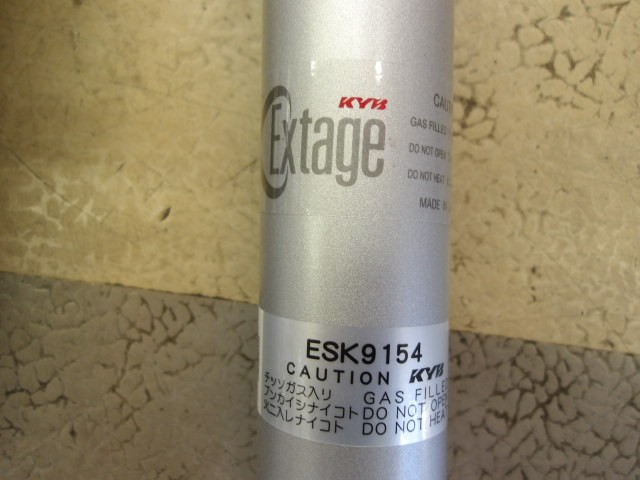 KYB
Extage
GAS FILLED
DO NOT OPEN
DO NOT HEAT
MADE
ESK9154
CAUTION KYB
チッソガス入り GAS FILLE
ブンカイシナイコト DO NOT OPE
火ニ入レナイコト DO NOT HEA